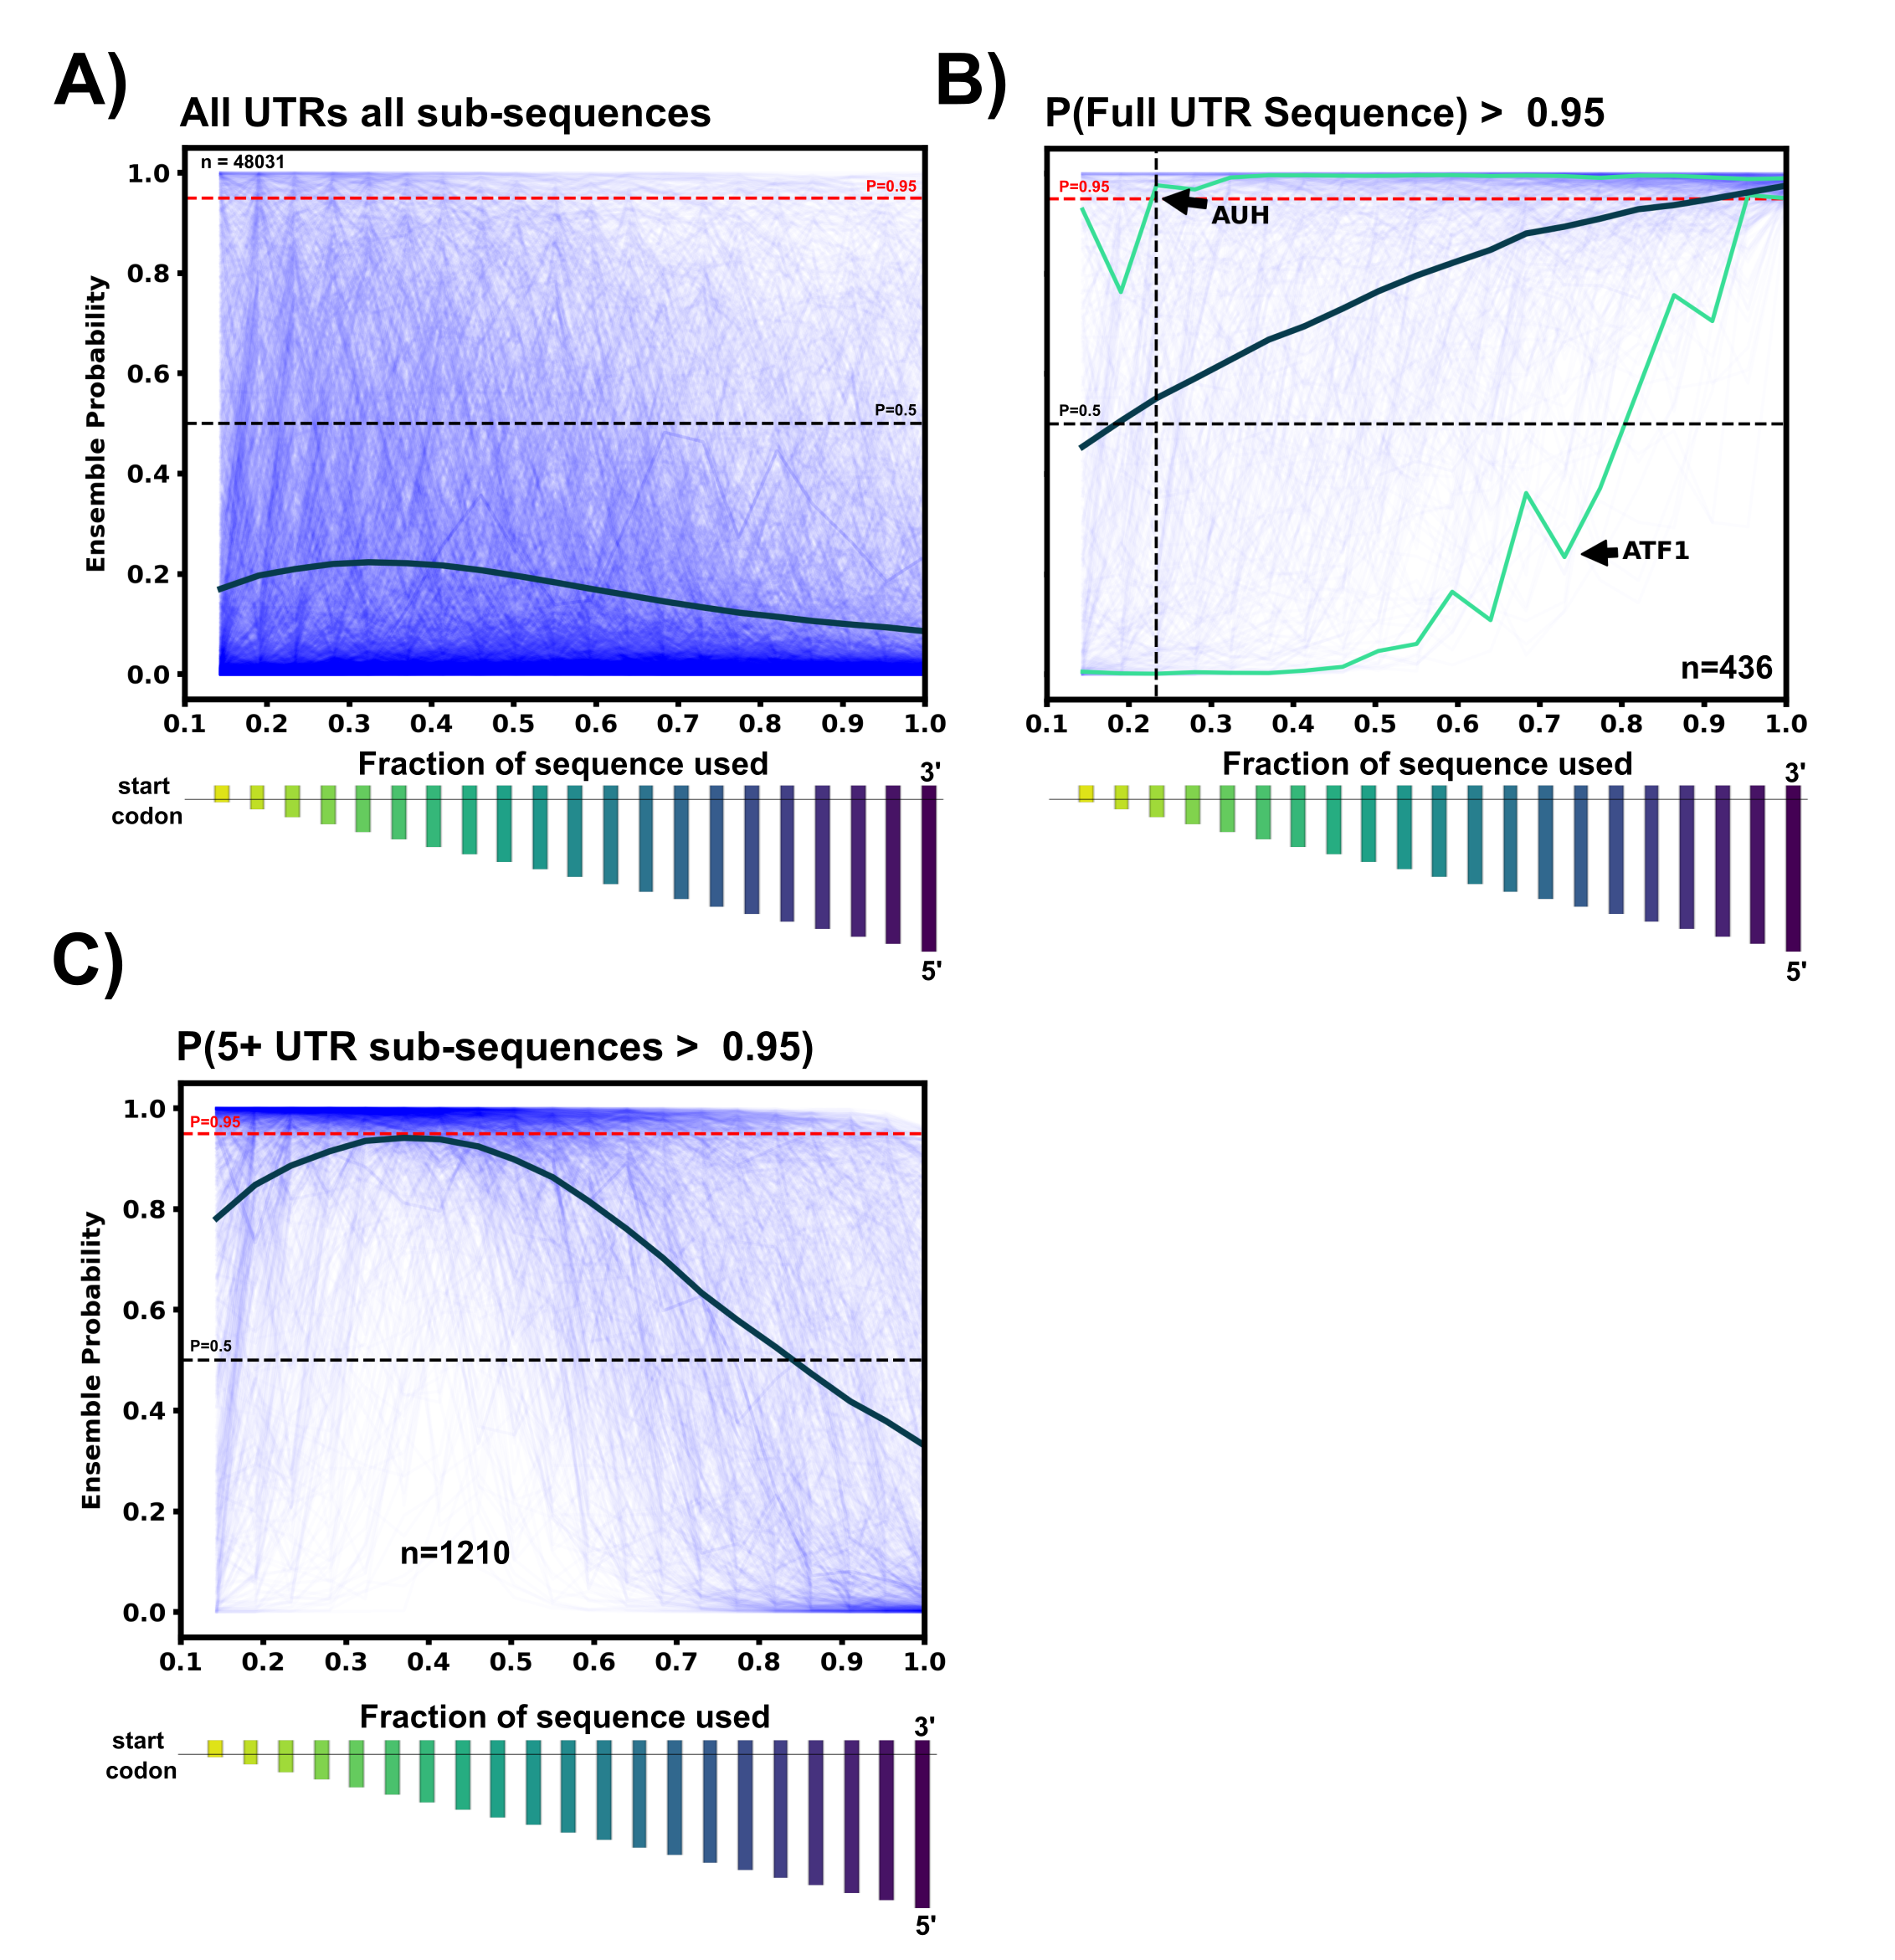 A)
All UTRs all sub-sequences
n = 48031
P=0.95
P=0.5
Ensemble Probability
1.0
0.8
0.6
0.4
0.2
0.0
0.1 0.2 0.3 0.4 0.5 0.6 0.7 0.8 0.9 1.0
Fraction of sequence used
start
codon
3'
5'
B)
P(Full UTR Sequence) > 0.95
P=0.95
AUH
P=0.5
ATF1
n=436
0.1 0.2 0.3 0.4 0.5 0.6 0.7 0.8 0.9 1.0
Fraction of sequence used
3'
5'
C)
P(5+ UTR sub-sequences > 0.95)
P=0.95
P=0.5
n=1210
Ensemble Probability
1.0
0.8
0.6
0.4
0.2
0.0
0.1 0.2 0.3 0.4 0.5 0.6 0.7 0.8 0.9 1.0
Fraction of sequence used
start
codon
3'
5'